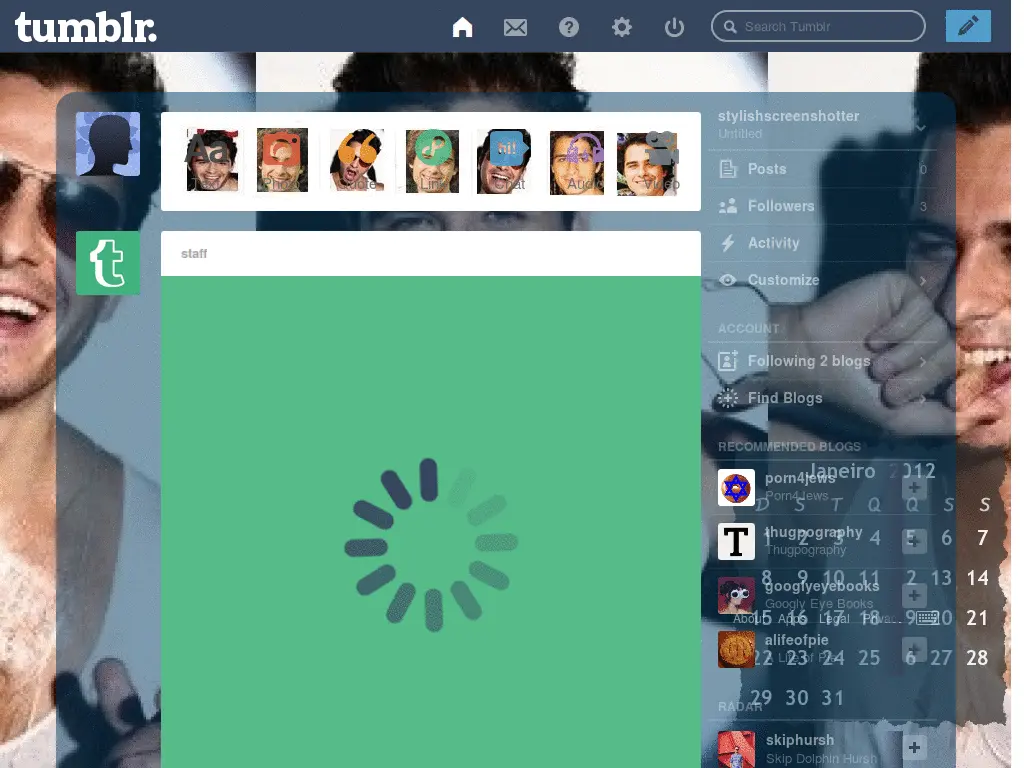 tumblr.
Search Tumblr
Aa
hi!
Text Photo Quote Link Chat Audio Video
stylishscreenshotter
Untitled
Posts 0
Followers 3
Activity
Customize
staff
ACCOUNT
Following 2 blogs
Find Blogs
RECOMMENDED BLOGS
porn4jews
Porn4Jews
thugpography
Thugpography
googlyeyebooks
Googly Eye Books
About Apps Legal Privac...
alifeofpie
A Life of Pie
RADAR
skiphursh
Skip Dolphin Hursh
Janeiro 2012
D S T Q Q S S
1 2 3 4 5 6 7
8 9 10 11 12 13 14
15 16 17 18 19 20 21
22 23 24 25 26 27 28
29 30 31